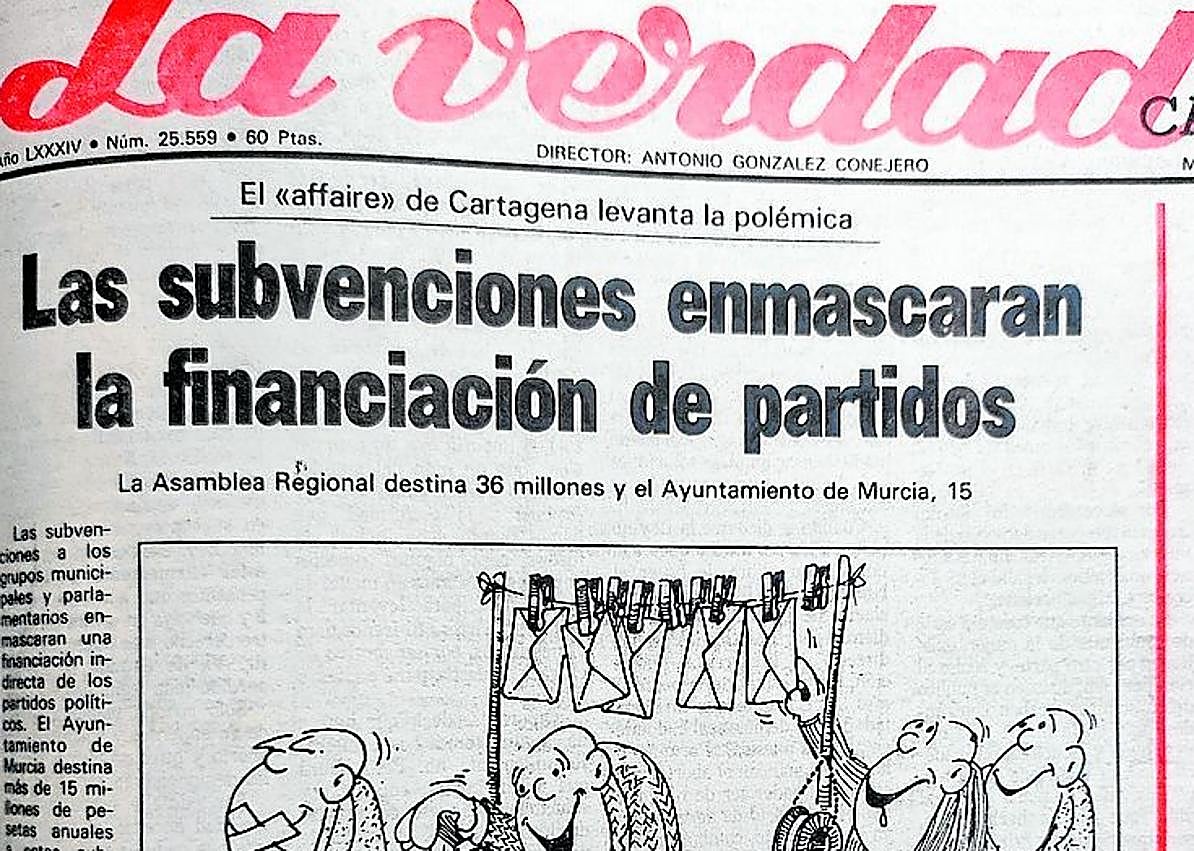 La verdad
Año LXXXIV • Núm. 25.559 • 60 Ptas.
DIRECTOR: ANTONIO GONZALEZ CONEJERO
El «affaire» de Cartagena levanta la polémica
Las subvenciones enmascaran
la financiación de partidos
La Asamblea Regional destina 36 millones y el Ayuntamiento de Murcia, 15
Las subven-
ciones a los
grupos munici-
pales y parla-
mentarios en-
mascaran una
financiación in-
directa de los
partidos políti-
cos. El Ayun-
tamiento de
Murcia destina
más de 15 mi-
llones de pe-
setas anuales